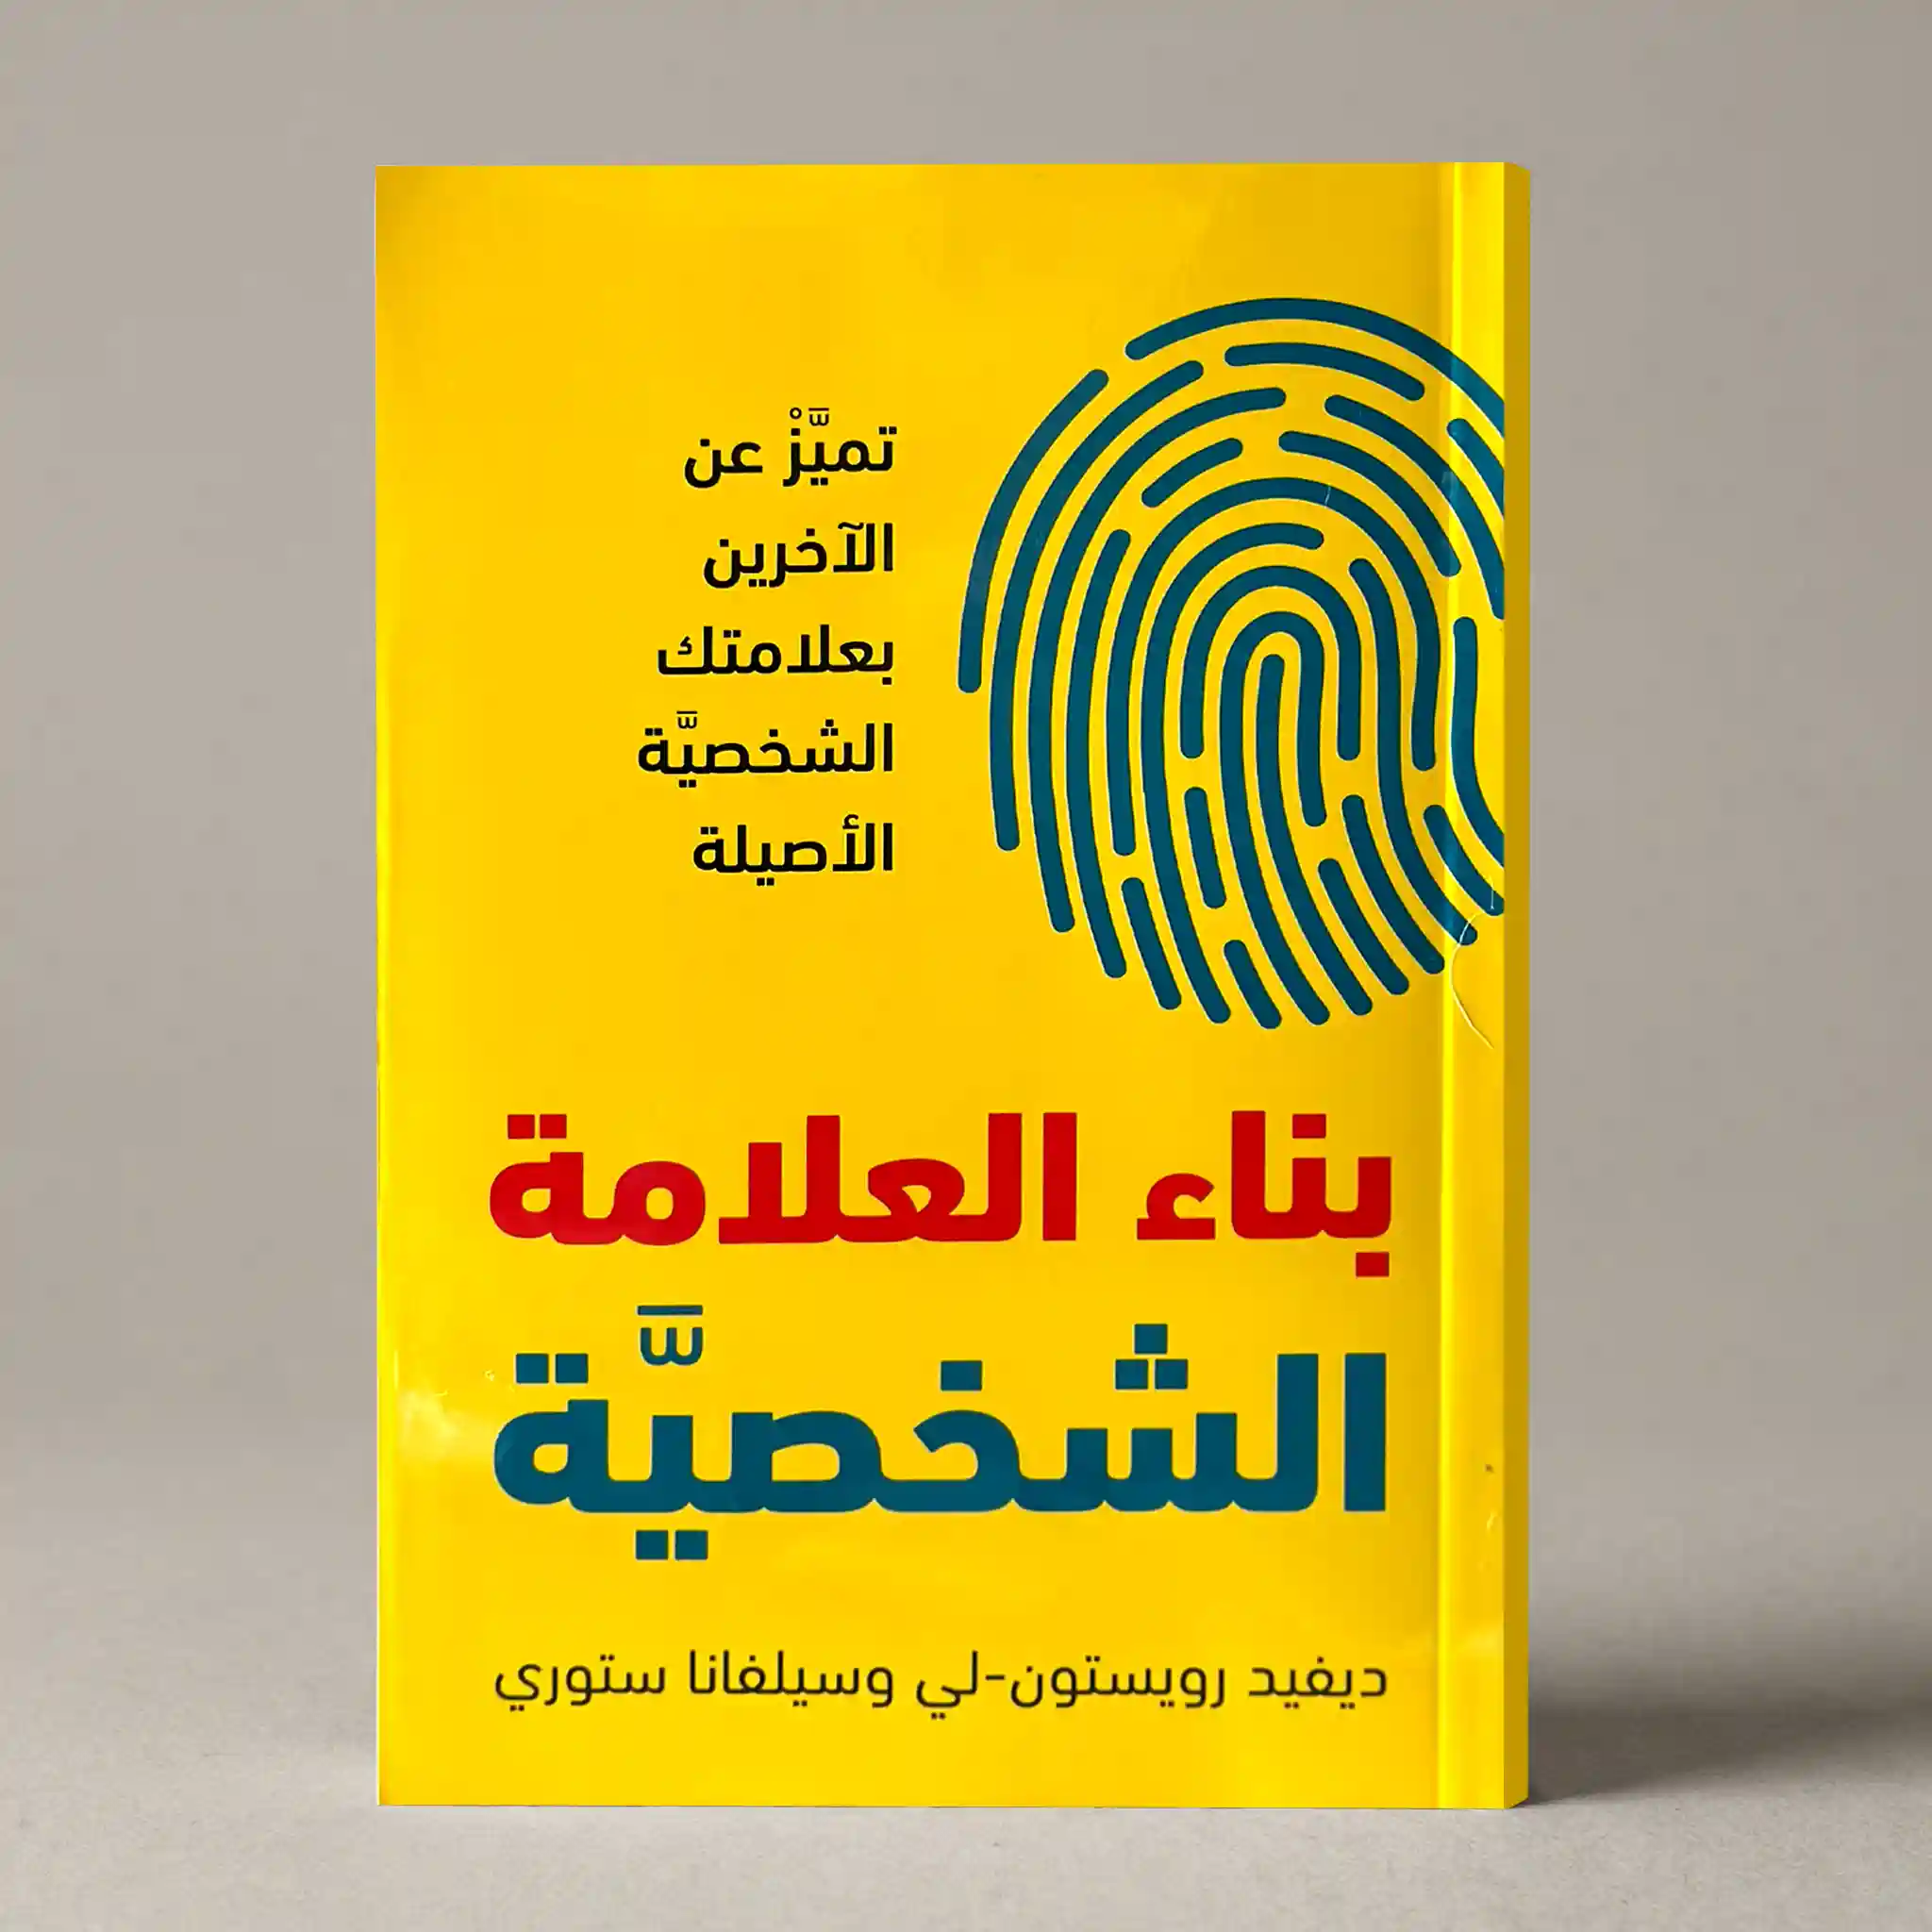 تميَّزْ عن
الآخرين
بعلامتك
الشخصيَّة
الأصيلة
بناء العلامة
الشخصيَّة
ديفيد رويستون-لي وسيلفانا ستوري